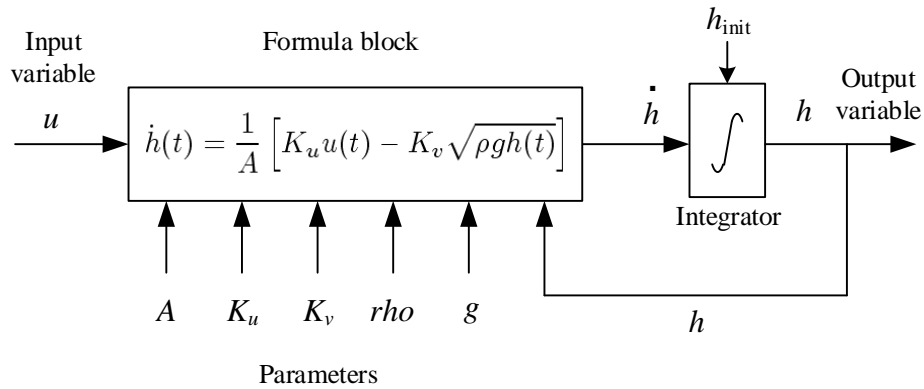 Input
variable
u
Formula block
ḣ(t) = 1/A [K_u u(t) − K_v √(ρgh(t))]
ḣ
h_init
∫
Integrator
h
Output
variable
A K_u K_v rho g
h
Parameters